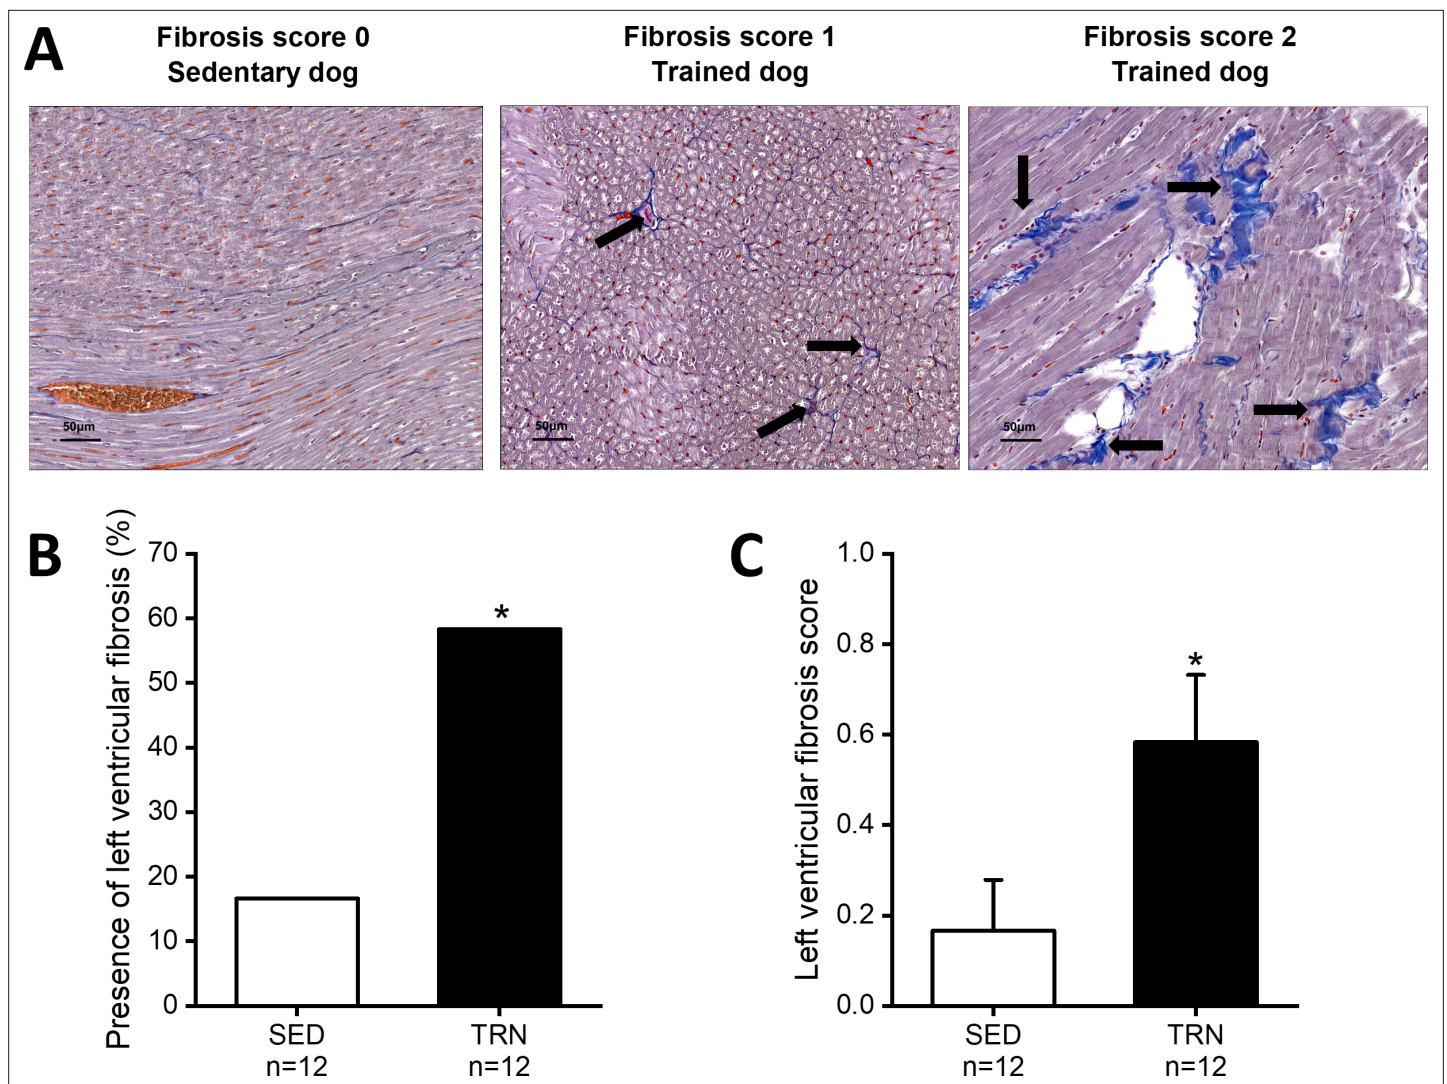 A
Fibrosis score 0
Sedentary dog
Fibrosis score 1
Trained dog
Fibrosis score 2
Trained dog
50µm
50µm
50µm
B
Presence of left ventricular fibrosis (%)
70
60
50
40
30
20
10
0
*
SED
n=12
TRN
n=12
C
Left ventricular fibrosis score
1.0
0.8
0.6
0.4
0.2
0.0
*
SED
n=12
TRN
n=12